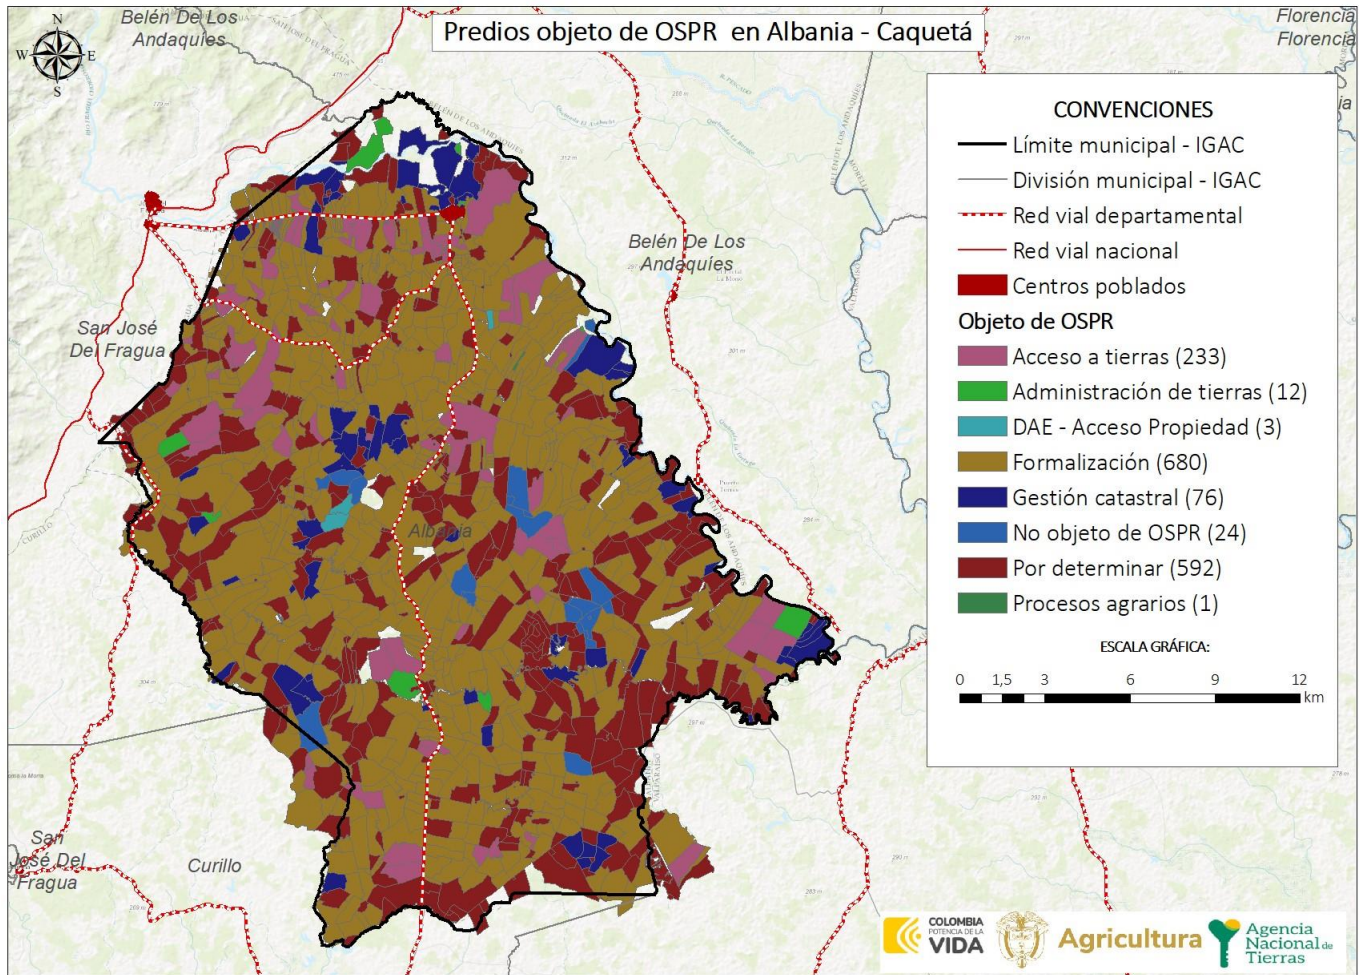 Predios objeto de OSPR en Albania - Caquetá
N
W
E
S
Belén De Los
Andaquíes
Florencia
Florencia
CONVENCIONES
Límite municipal - IGAC
División municipal - IGAC
Red vial departamental
Red vial nacional
Centros poblados
Objeto de OSPR
Acceso a tierras (233)
Administración de tierras (12)
DAE - Acceso Propiedad (3)
Formalización (680)
Gestión catastral (76)
No objeto de OSPR (24)
Por determinar (592)
Procesos agrarios (1)
ESCALA GRÁFICA:
0 1,5 3 6 9 12
km
Belén De Los
Andaquíes
San José
Del Fragua
Albania
CURILLO
San
José Del
Fragua
Curillo
COLOMBIA
POTENCIA DE LA
VIDA
Agricultura
Agencia
Nacional de
Tierras